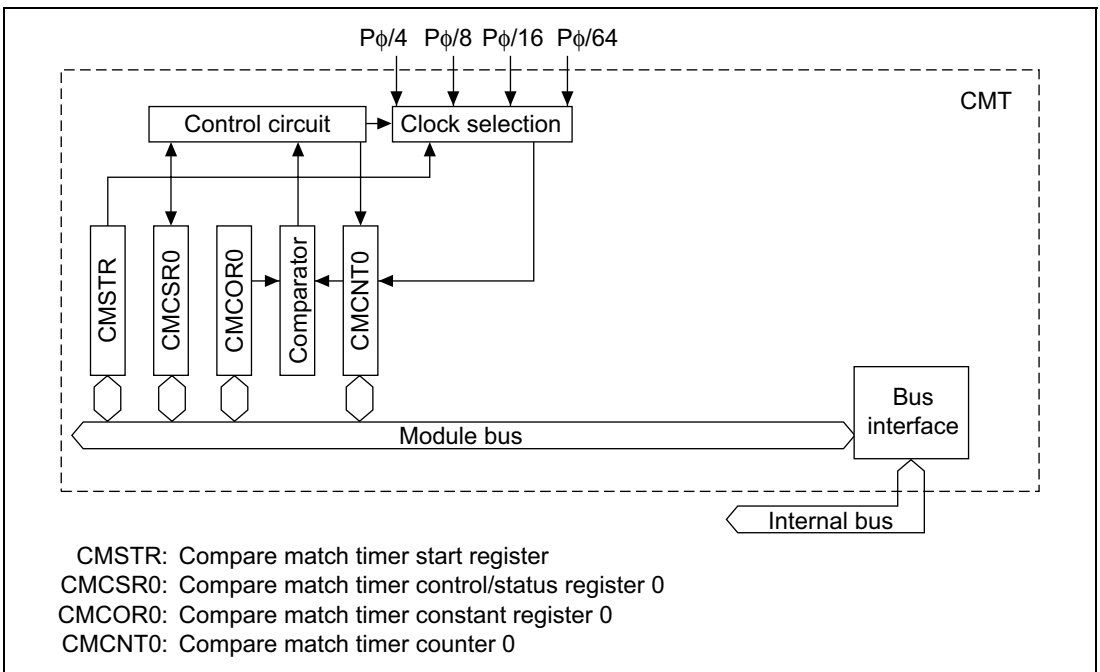 Pϕ/4 Pϕ/8 Pϕ/16 Pϕ/64
CMT
Control circuit
Clock selection
CMSTR
CMCSR0
CMCOR0
Comparator
CMCNT0
Bus
interface
Module bus
Internal bus
CMSTR: Compare match timer start register
CMCSR0: Compare match timer control/status register 0
CMCOR0: Compare match timer constant register 0
CMCNT0: Compare match timer counter 0